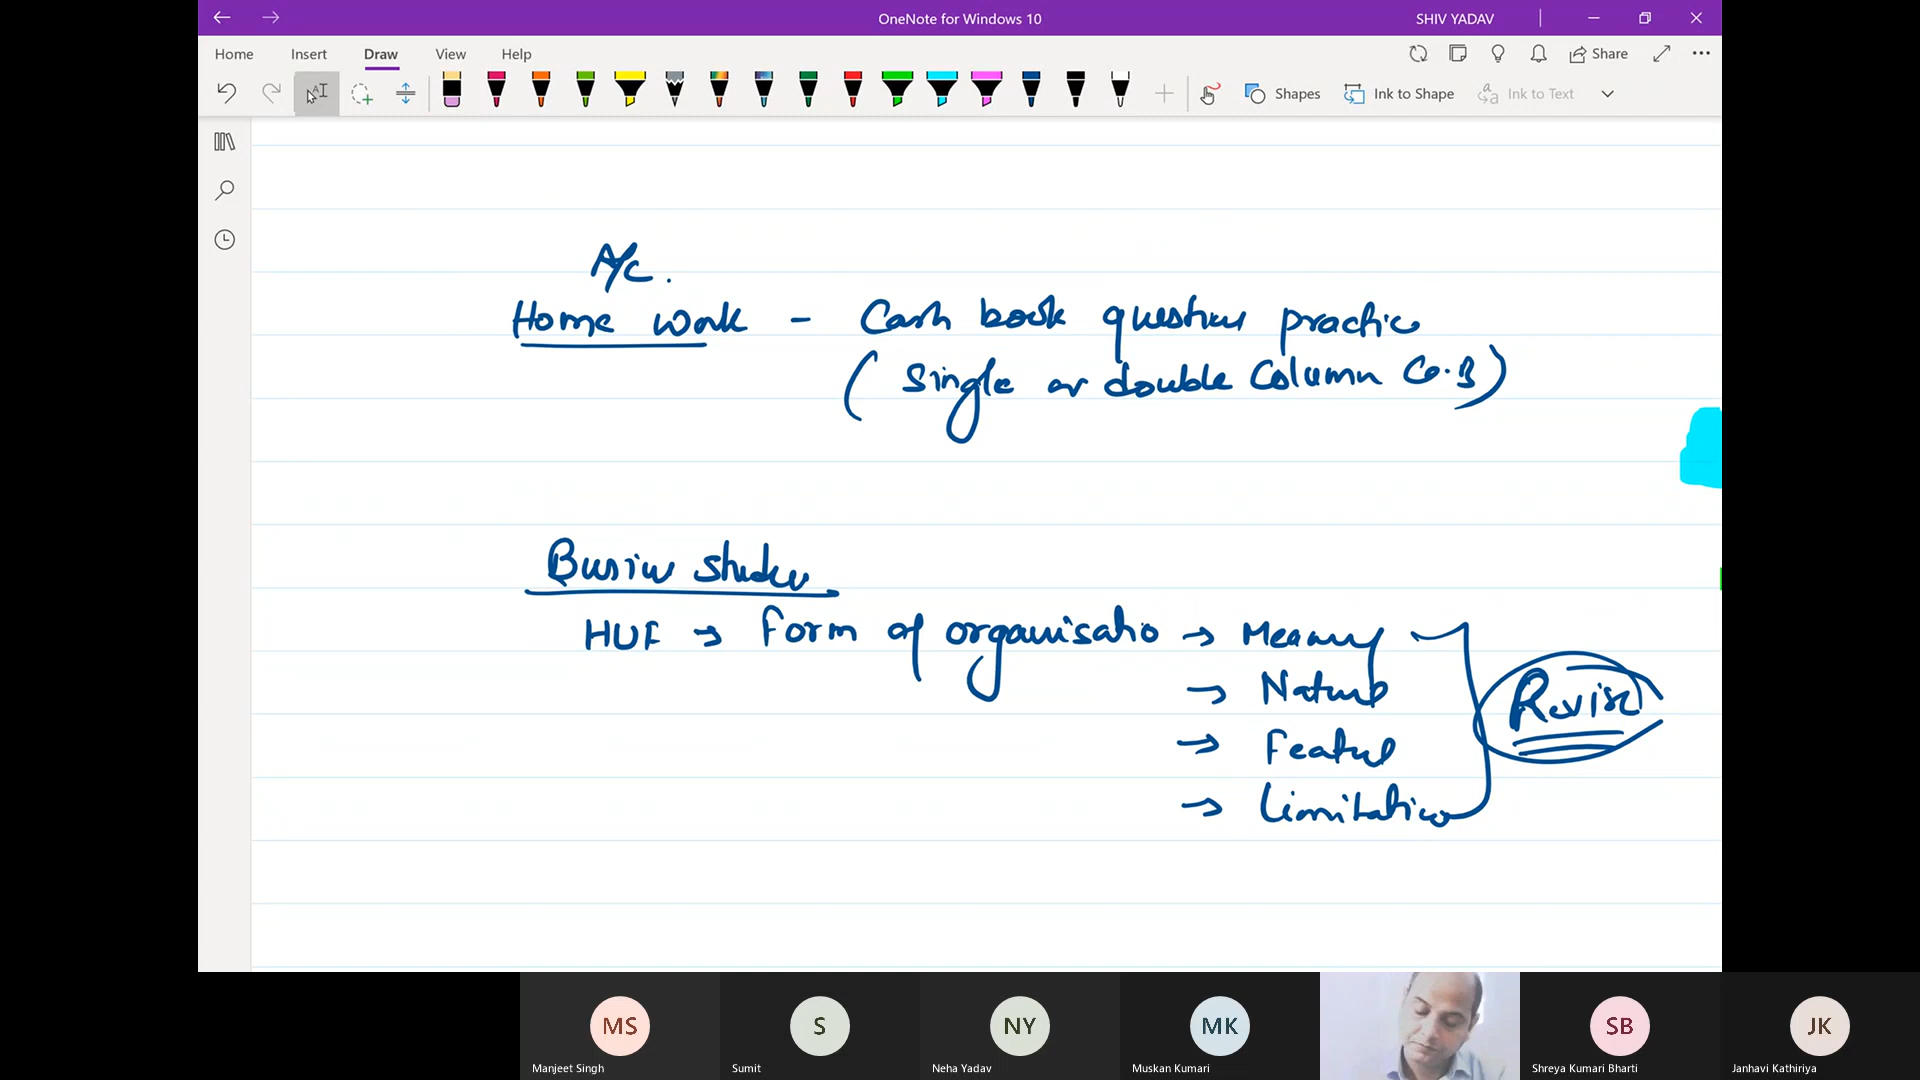 OneNote for Windows 10
SHIV YADAV
Home Insert Draw View Help
Share
Shapes Ink to Shape Ink to Text
A/c.
Home work - Cash book question practice
( Single or double Column C.B )
Business studies
HUF → Form of organisatio → Meaning
→ Nature
→ Featue
→ Limitation
Revise
MS S NY MK SB JK
Manjeet Singh Sumit Neha Yadav Muskan Kumari Shreya Kumari Bharti Janhavi Kathiriya